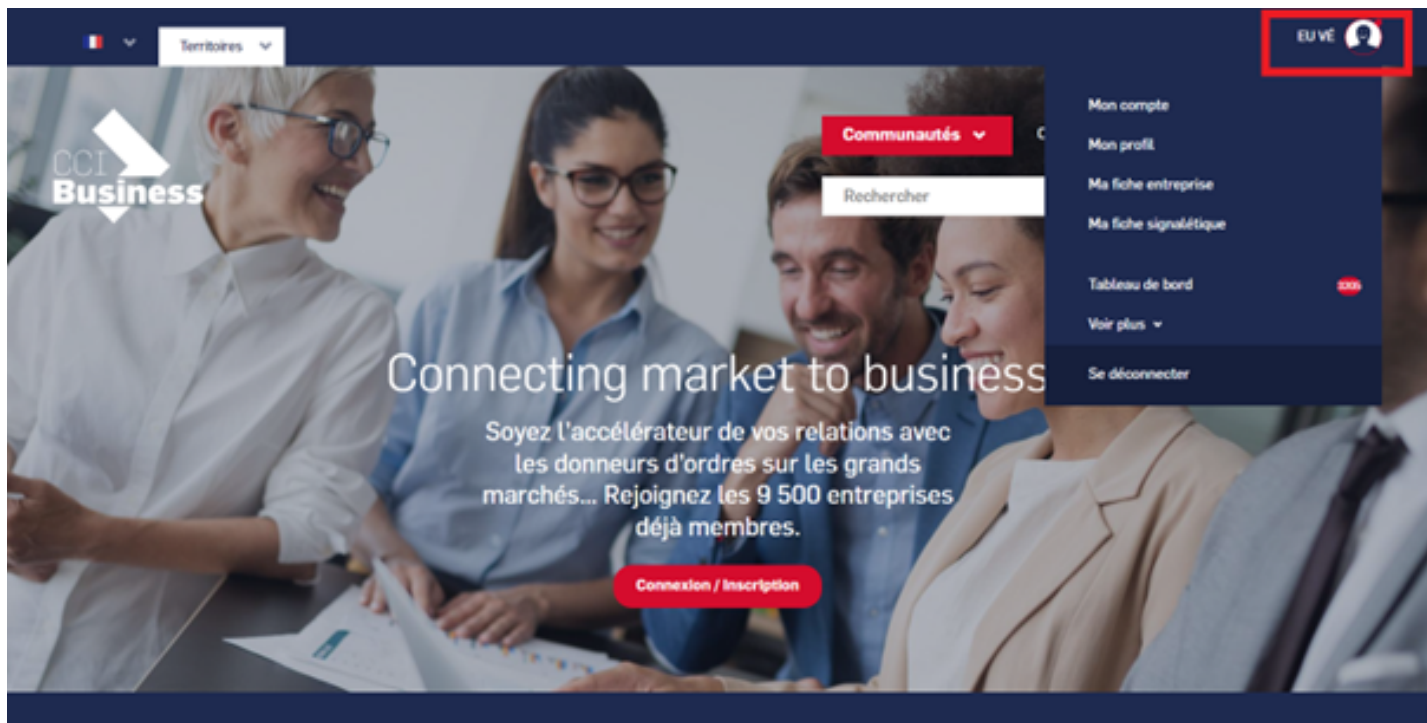 Territoires
EU VÉ
CCI
Business
Communautés
C
Rechercher
Mon compte
Mon profil
Ma fiche entreprise
Ma fiche signalétique
Tableau de bord
Voir plus
Se déconnecter
Connecting market to business
Soyez l'accélérateur de vos relations avec
les donneurs d'ordres sur les grands
marchés... Rejoignez les 9 500 entreprises
déjà membres.
Connexion / Inscription